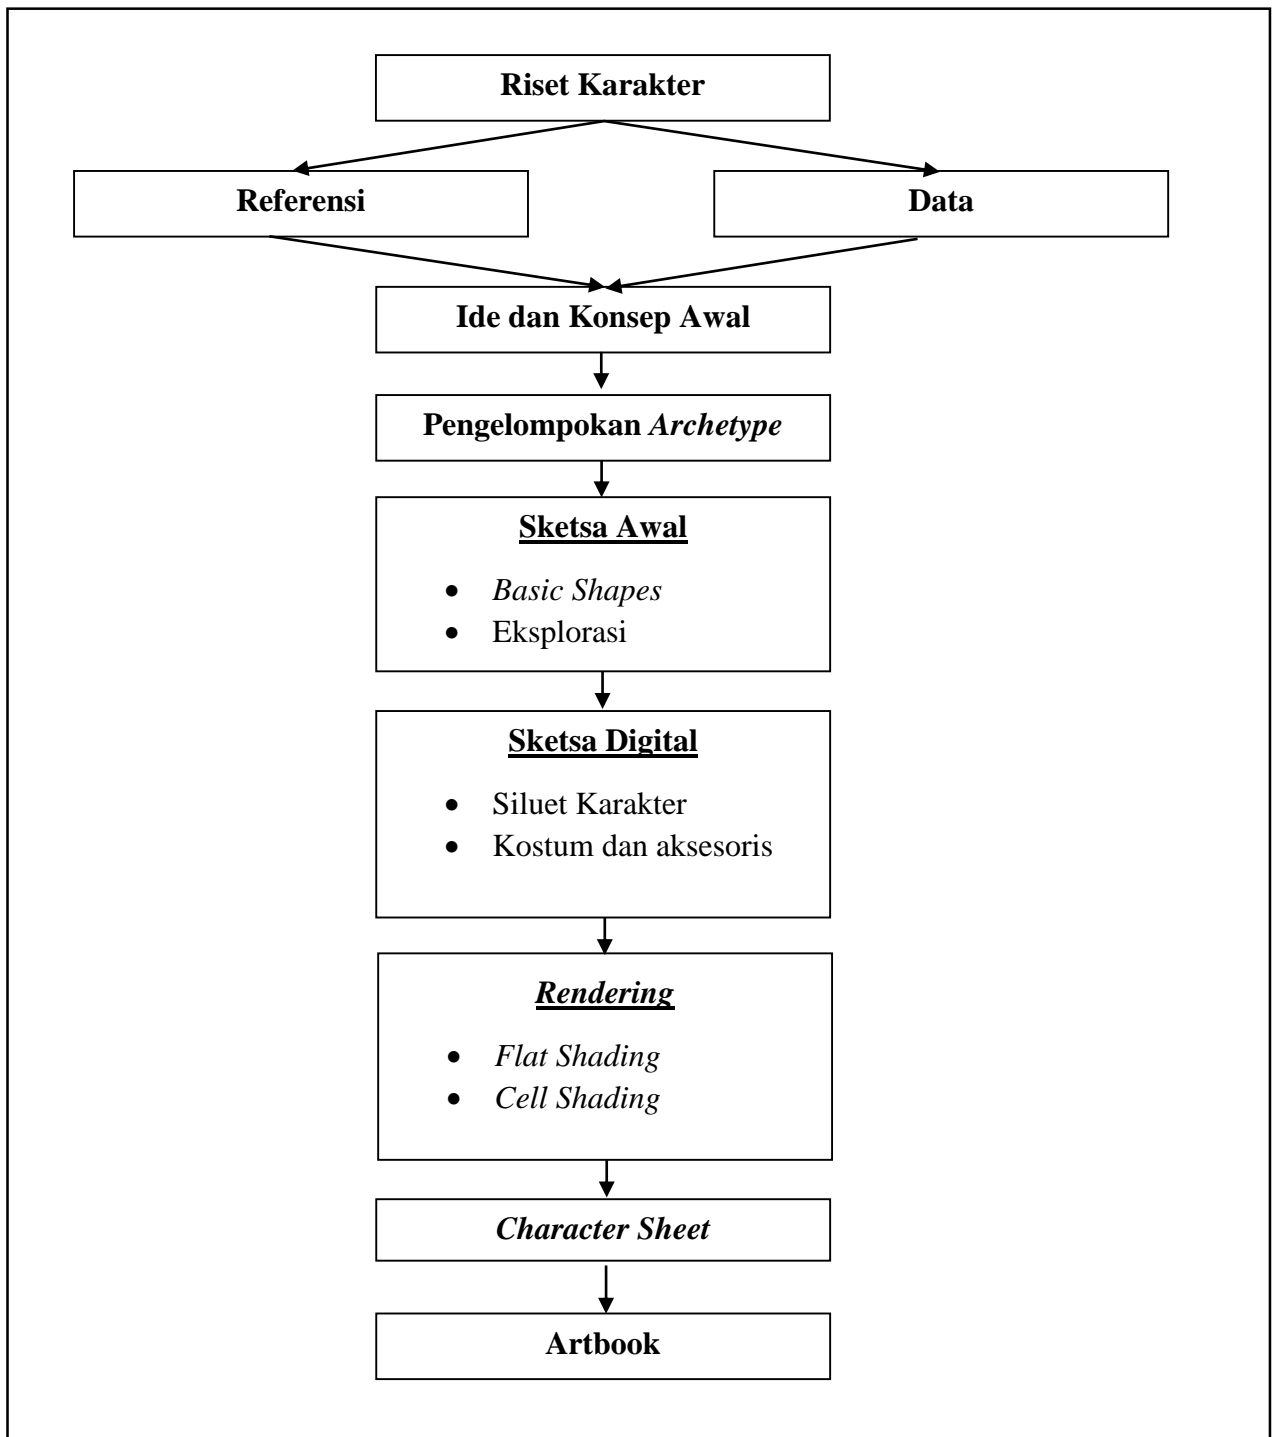 Riset Karakter
Referensi
Data
Ide dan Konsep Awal
Pengelompokan Archetype
Sketsa Awal
• Basic Shapes
• Eksplorasi
Sketsa Digital
• Siluet Karakter
• Kostum dan aksesoris
Rendering
• Flat Shading
• Cell Shading
Character Sheet
Artbook